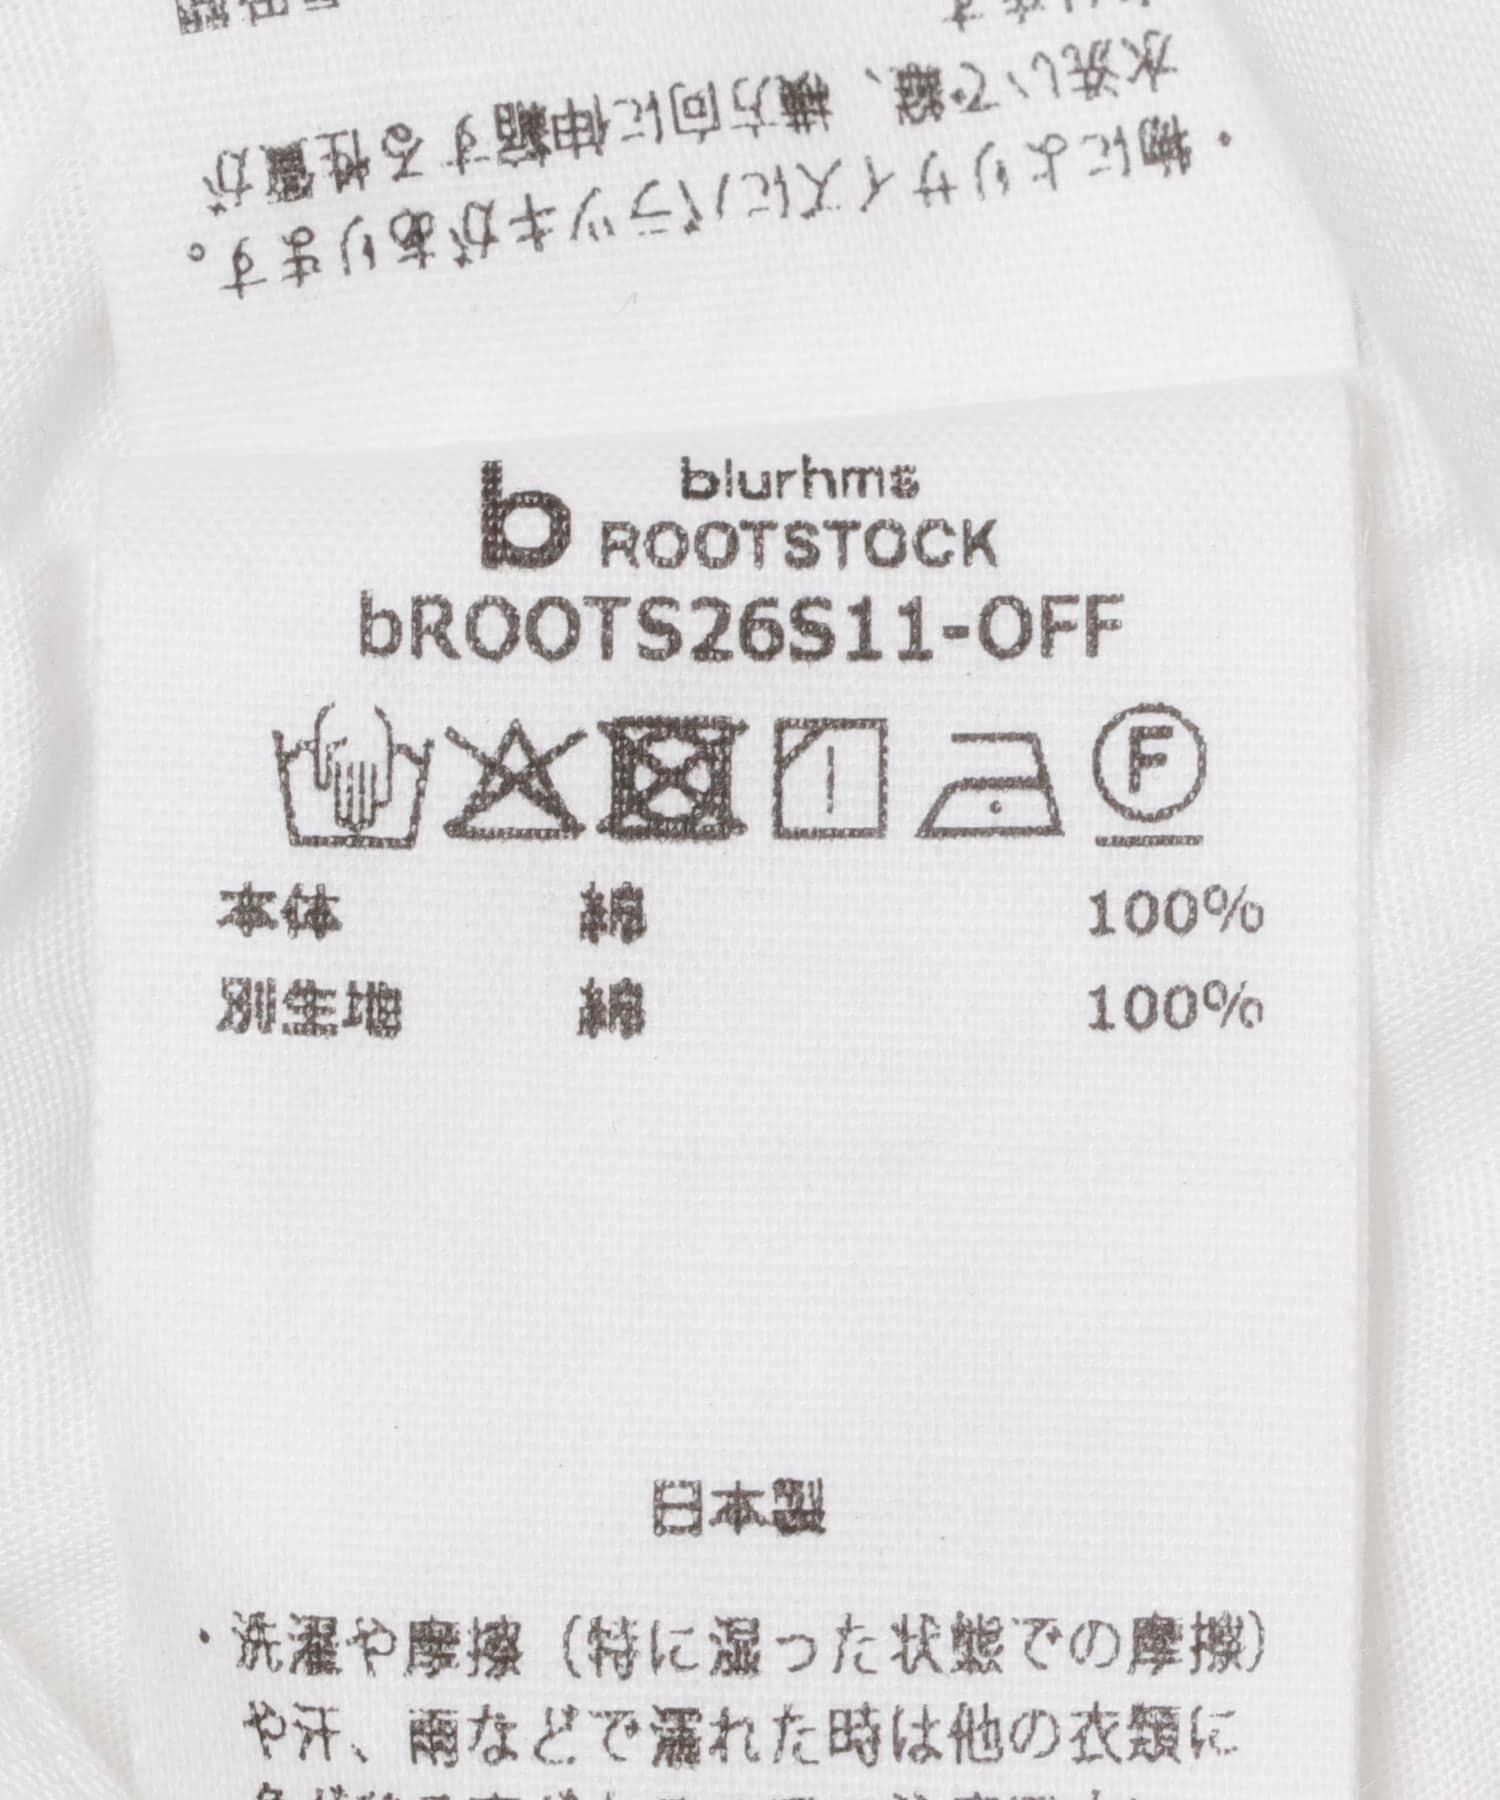 ・物によりサイズにバラツキがあります。
水洗いで縦、横方向に伸縮する性質が
b blurhms
ROOTSTOCK
bROOTS26S11-OFF
F
本体 綿 100%
別生地 綿 100%
日本製
・洗濯や摩擦（特に湿った状態での摩擦）
や汗、雨などで濡れた時は他の衣類に